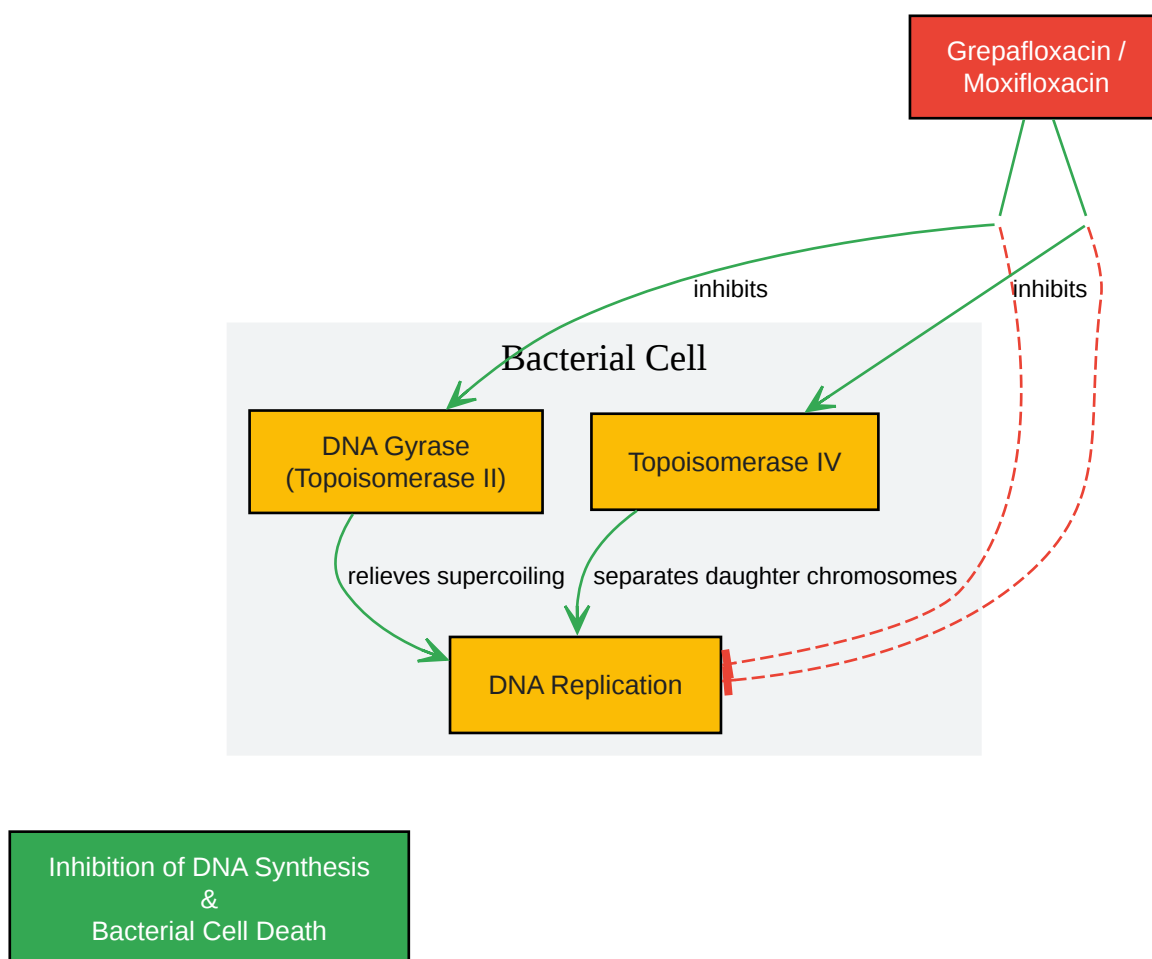 Grepafloxacin /
Moxifloxacin
inhibits
inhibits
Bacterial Cell
DNA Gyrase
(Topoisomerase II)
Topoisomerase IV
relieves supercoiling
separates daughter chromosomes
DNA Replication
Inhibition of DNA Synthesis
&
Bacterial Cell Death